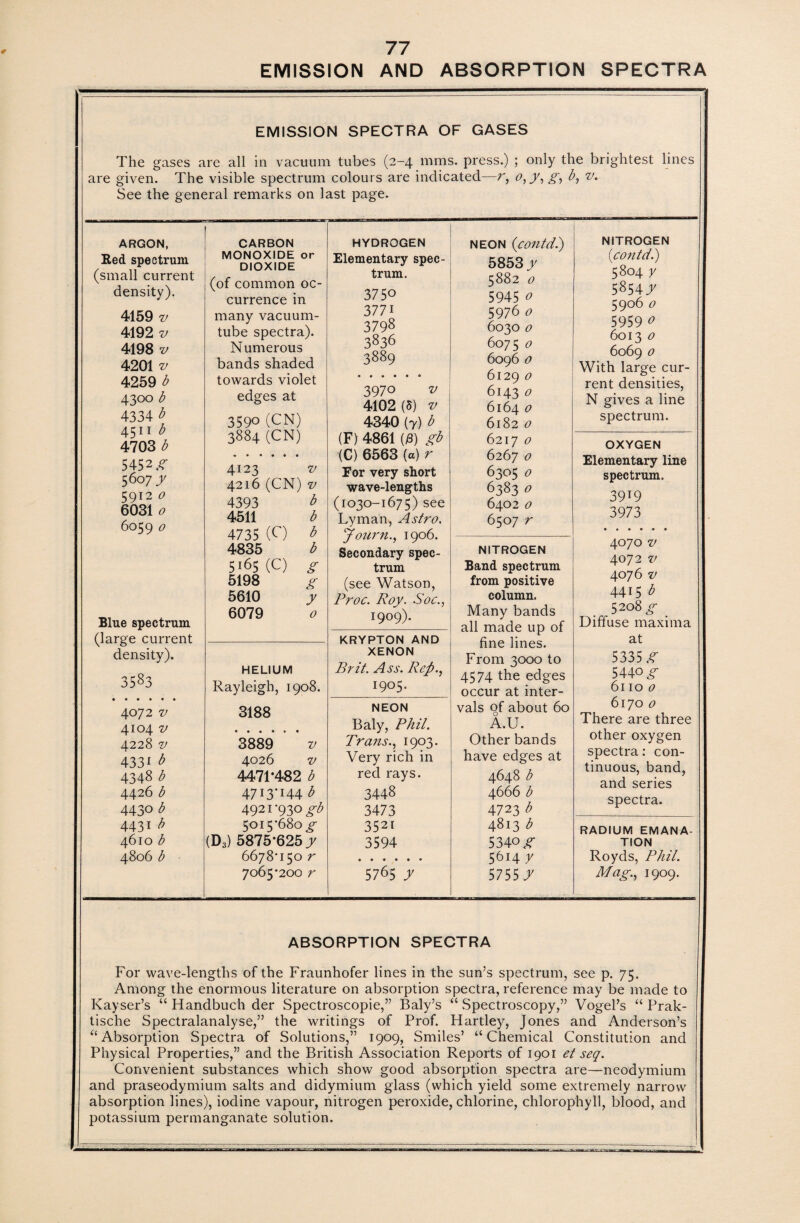 77
EMISSION AND ABSORPTION SPECTRA
EMISSION SPECTRA OF GASES
The gases are all in vacuum tubes (2-4 mms. press.) ; only the brightest lines
are given. The visible spectrum colours are indicated—r, o, y, g, b, v.
See the general remarks on last page.
ARGON,
Red spectrum
(small current
density).
4159 v
4192 v
4198 v
4201 v
4259 b
4300 b
4334 b
4511 b
4703 b
5452 g
5607 y
5912 o
6031 o
6059 o
Blue spectrum
(large current
density).
3583
. . . . . .
4072 v
4104 v
4228 v
4331 b
4348 b
4426 b
4430 b
4431 b
4610 b
4806 b
CARBON
MONOXIDE or
DIOXIDE
(of common oc-
currence in
many vacuum-
tube spectra).
Numerous
bands shaded
towards violet
edges at
3590 (CN)
3884 (CN)
. . . . . .
4123 v
4216 (CN) v
4393 b
4511 b
4735 (C) b
4835 b
5165 (C) g
5198 g
5610 y
6079 o
HELIUM
Rayleigh, 1908.
3188
. . . . . .
3889 v
4026 v
4471·482 b
4713·144 b
4921·930 gb
5015·680 g
(D₃) 5875·625 y
6678·150 r
7065·200 r
HYDROGEN
Elementary spec-
trum.
3750
3771
3798
3836
3889
. . . . . .
3970 v
4102 (δ) v
4340 (γ) b
(F) 4861 (β) gb
(C) 6563 (α) r
For very short
wave-lengths
(1030-1675) see
Lyman, Astro.
Journ., 1906.
Secondary spec-
trum
(see Watson,
Proc. Roy. Soc.,
1909).
KRYPTON AND
XENON
Brit. Ass. Rep.,
1905.
NEON
Baly, Phil.
Trans., 1903.
Very rich in
red rays.
3448
3473
3521
3594
. . . . . .
5765 y
NEON (contd.)
5853 y
5882 o
5945 o
5976 o
6030 o
6075 o
6096 o
6129 o
6143 o
6164 o
6182 o
6217 o
6267 o
6305 o
6383 o
6402 o
6507 r
NITROGEN
Band spectrum
from positive
column.
Many bands
all made up of
fine lines.
From 3000 to
4574 the edges
occur at inter-
vals of about 60
Å.U.
Other bands
have edges at
4648 b
4666 b
4723 b
4813 b
5340 g
5614 y
5755 y
NITROGEN
(contd.)
5804 y
5854 y
5906 o
5959 o
6013 o
6069 o
With large cur-
rent densities,
N gives a line
spectrum.
OXYGEN
Elementary line
spectrum.
3919
3973
. . . . . .
4070 v
4072 v
4076 v
4415 b
5208 g
Diffuse maxima
at
5335 g
5440 g
6110 o
6170 o
There are three
other oxygen
spectra: con-
tinuous, band,
and series
spectra.
RADIUM EMANA-
TION
Royds, Phil.
Mag., 1909.
ABSORPTION SPECTRA
For wave-lengths of the Fraunhofer lines in the sun's spectrum, see p. 75.
Among the enormous literature on absorption spectra, reference may be made to
Kayser's “Handbuch der Spectroscopie,” Baly's “Spectroscopy,” Vogel's “Prak-
tische Spectralanalyse,” the writings of Prof. Hartley, Jones and Anderson's
“Absorption Spectra of Solutions,” 1909, Smiles' “Chemical Constitution and
Physical Properties,” and the British Association Reports of 1901 et seq.
Convenient substances which show good absorption spectra are—neodymium
and praseodymium salts and didymium glass (which yield some extremely narrow
absorption lines), iodine vapour, nitrogen peroxide, chlorine, chlorophyll, blood, and
potassium permanganate solution.